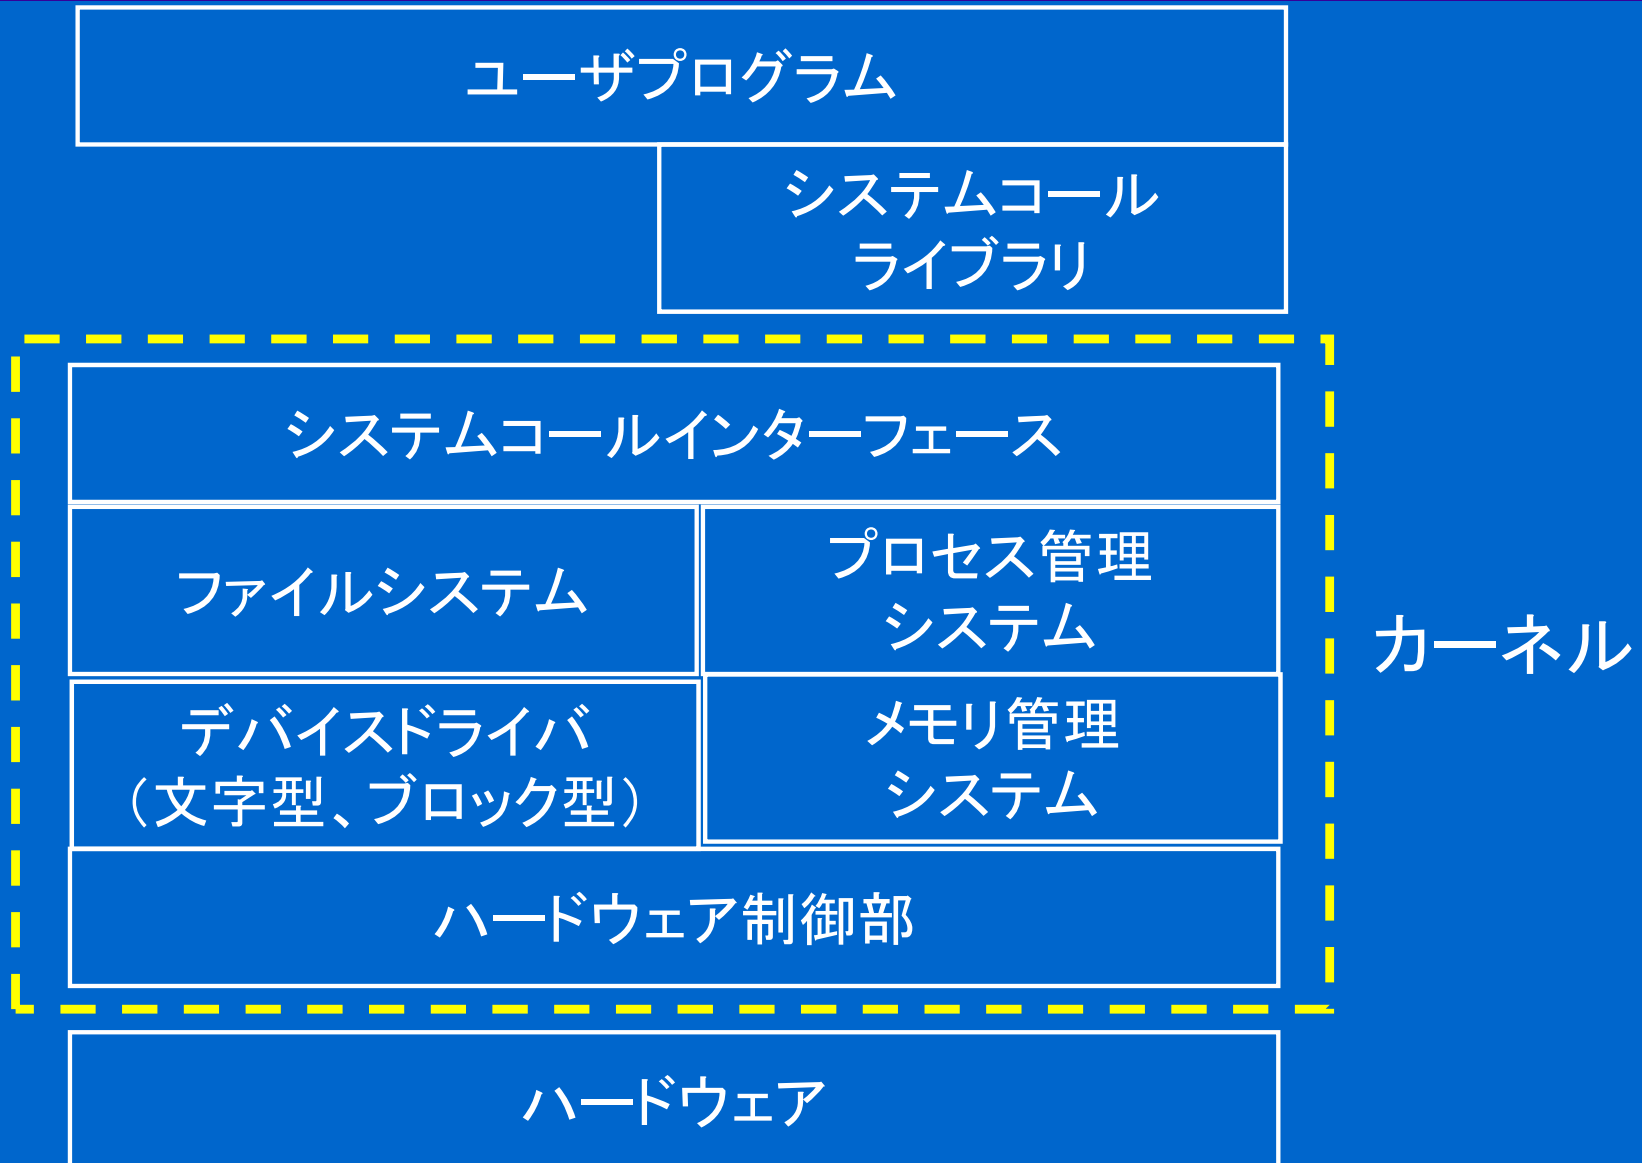 ユーザプログラム
システムコール
ライブラリ
システムコールインターフェース
ファイルシステム
プロセス管理
システム
デバイスドライバ
（文字型、ブロック型）
メモリ管理
システム
ハードウェア制御部
カーネル
ハードウェア